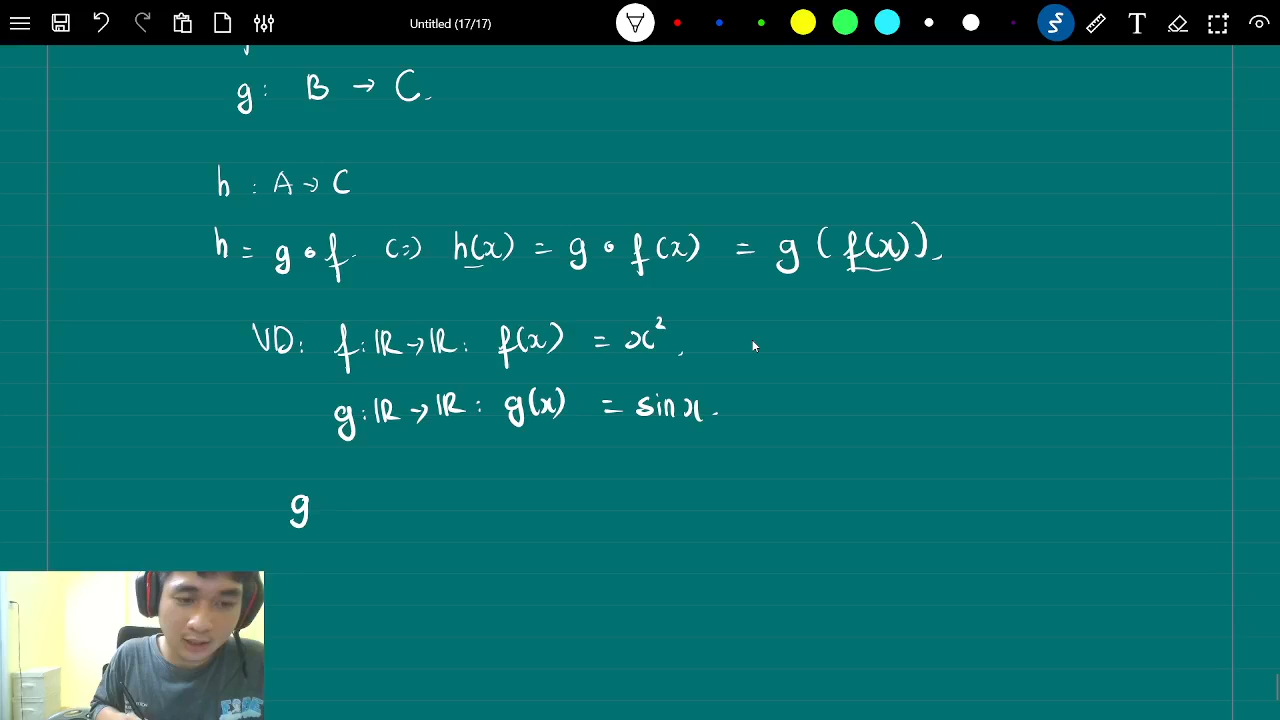 Untitled (17/17)
g: B → C.
h : A → C
h = g ∘ f. (=) h(x) = g ∘ f(x) = g (f(x)).
VD: f: ℝ → ℝ : f(x) = x²,
g: ℝ → ℝ : g(x) = sin x.
g